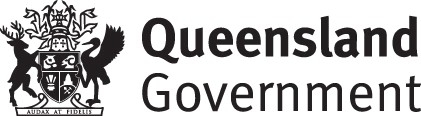 Queensland
Government
AUDAX AT FIDELIS